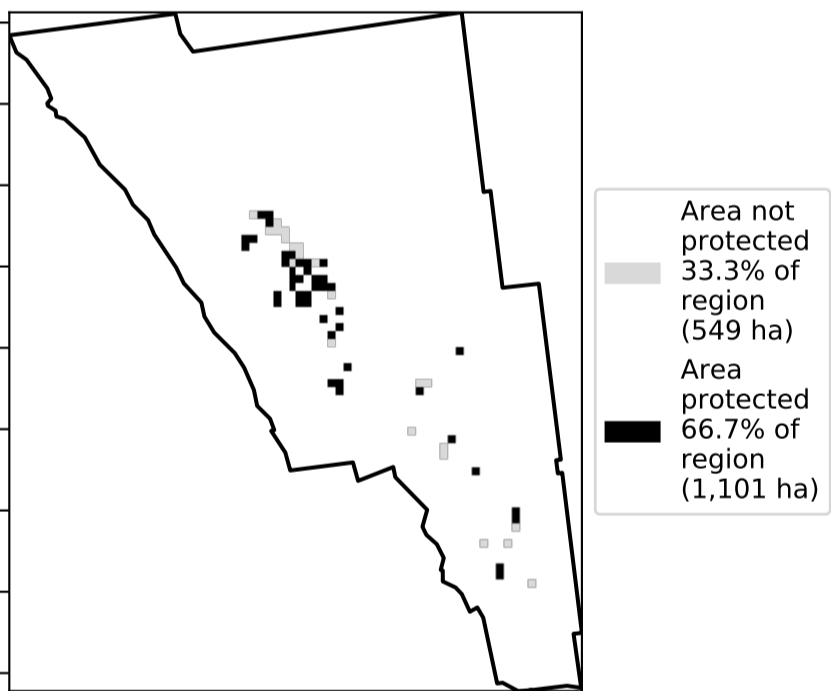 Area not
protected
33.3% of
region
(549 ha)
Area
protected
66.7% of
region
(1,101 ha)